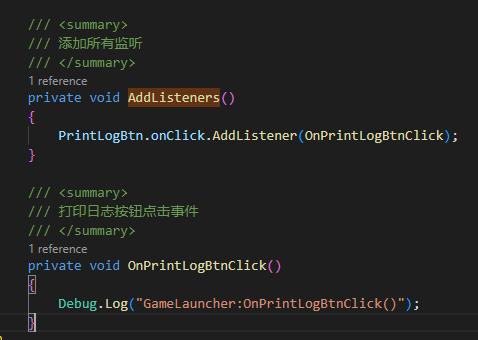 /// <summary>
/// 添加所有监听
/// </summary>
1 reference
private void AddListeners()
{
PrintLogBtn.onClick.AddListener(OnPrintLogBtnClick);
}
/// <summary>
/// 打印日志按钮点击事件
/// </summary>
1 reference
private void OnPrintLogBtnClick()
{
Debug.Log("GameLauncher:OnPrintLogBtnClick()");
}